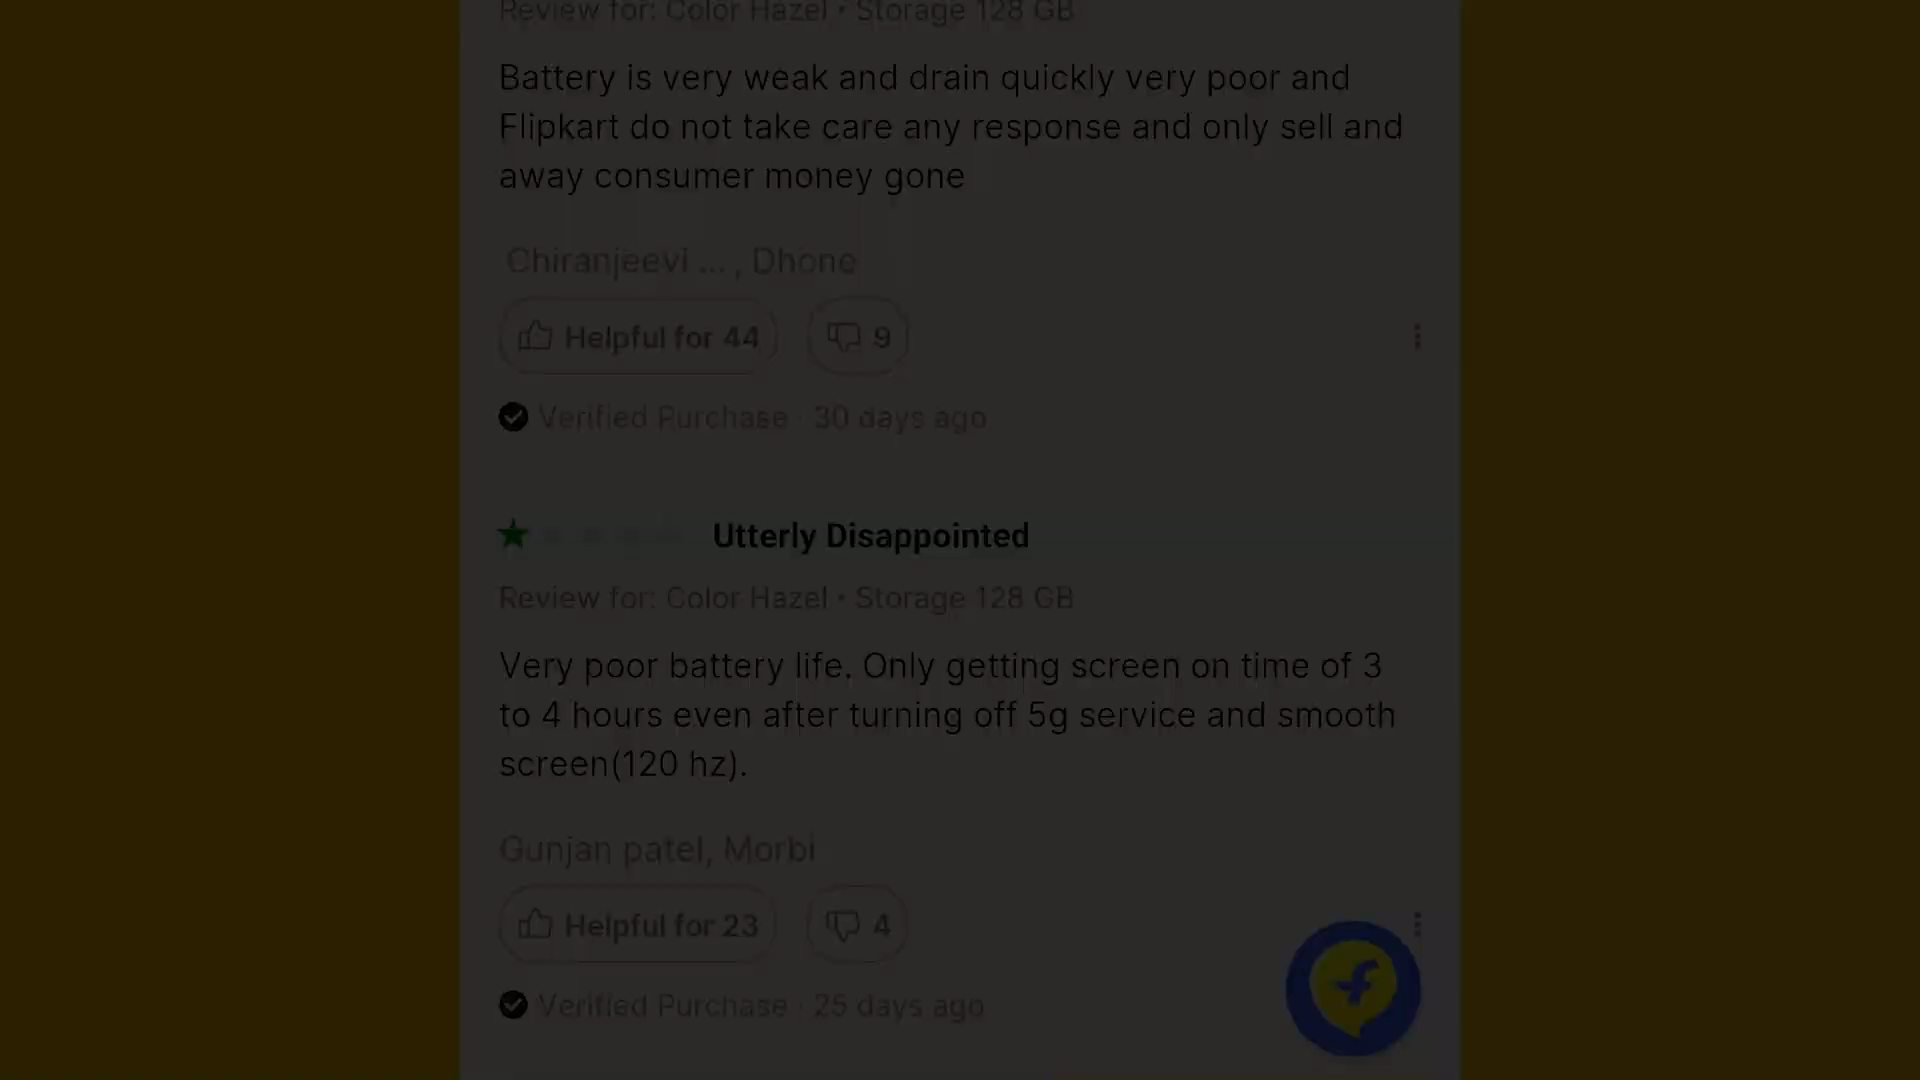 Review for: Color Hazel • Storage 128 GB
Battery is very weak and drain quickly very poor and
Flipkart do not take care any response and only sell and
away consumer money gone
Chiranjeevi ... , Dhone
Helpful for 44 9
Verified Purchase · 30 days ago
Utterly Disappointed
Review for: Color Hazel • Storage 128 GB
Very poor battery life. Only getting screen on time of 3
to 4 hours even after turning off 5g service and smooth
screen(120 hz).
Gunjan patel, Morbi
Helpful for 23 4
Verified Purchase · 25 days ago